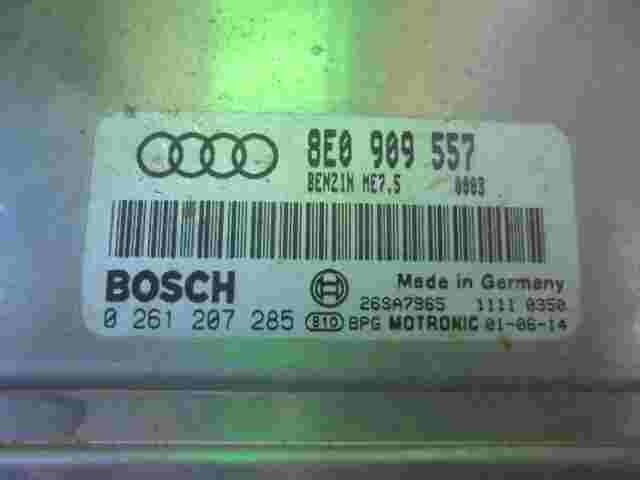 8E0 909 557
BENZIN ME7.5 0003
BOSCH Made in Germany
26SA7965 1111 0350
0 261 207 285 810 BPG MOTRONIC 01-06-14